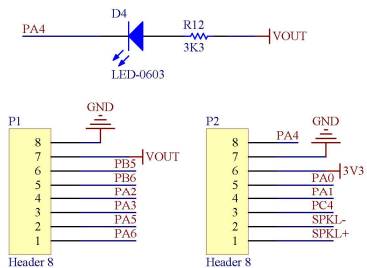 D4
R12
PA4
VOUT
3K3
LED-0603
P1
GND
8
7
VOUT
6
PB5
5
PB6
4
PA2
3
PA3
2
PA5
1
PA6
Header 8
P2
GND
8
PA4
7
6
3V3
5
PA0
4
PA1
3
PC4
2
SPKL-
1
SPKL+
Header 8